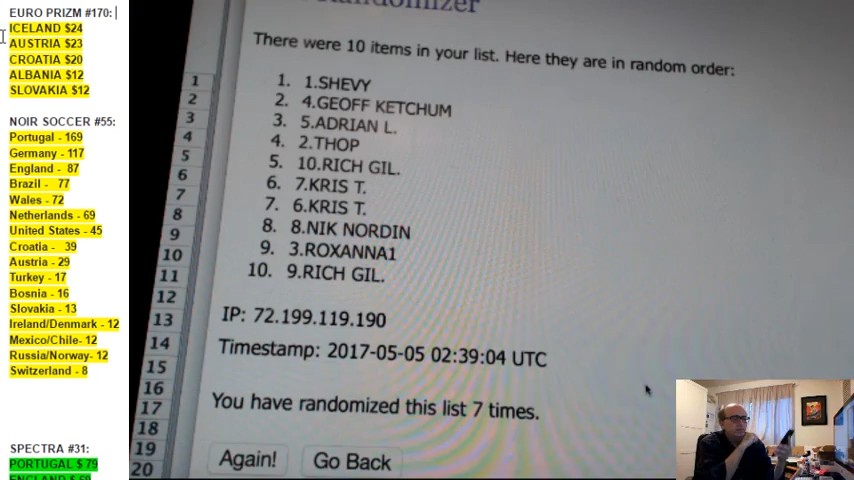 EURO PRIZM #170:
ICELAND $24
AUSTRIA $23
CROATIA $20
ALBANIA $12
SLOVAKIA $12
NOIR SOCCER #55:
Portugal - 169
Germany - 117
England - 87
Brazil - 77
Wales - 72
Netherlands - 69
United States - 45
Croatia - 39
Austria - 29
Turkey - 17
Bosnia - 16
Slovakia - 13
Ireland/Denmark - 12
Mexico/Chile- 12
Russia/Norway- 12
Switzerland - 8
SPECTRA #31:
PORTUGAL $ 79
There were 10 items in your list. Here they are in random order:
1. 1.SHEVY
2. 4.GEOFF KETCHUM
3. 5.ADRIAN L.
4. 2.THOP
5. 10.RICH GIL.
6. 7.KRIS T.
7. 6.KRIS T.
8. 8.NIK NORDIN
9. 3.ROXANNA1
10. 9.RICH GIL.
IP: 72.199.119.190
Timestamp: 2017-05-05 02:39:04 UTC
You have randomized this list 7 times.
Again! Go Back
1
2
3
4
5
6
7
8
9
10
11
12
13
14
15
16
17
18
19
20